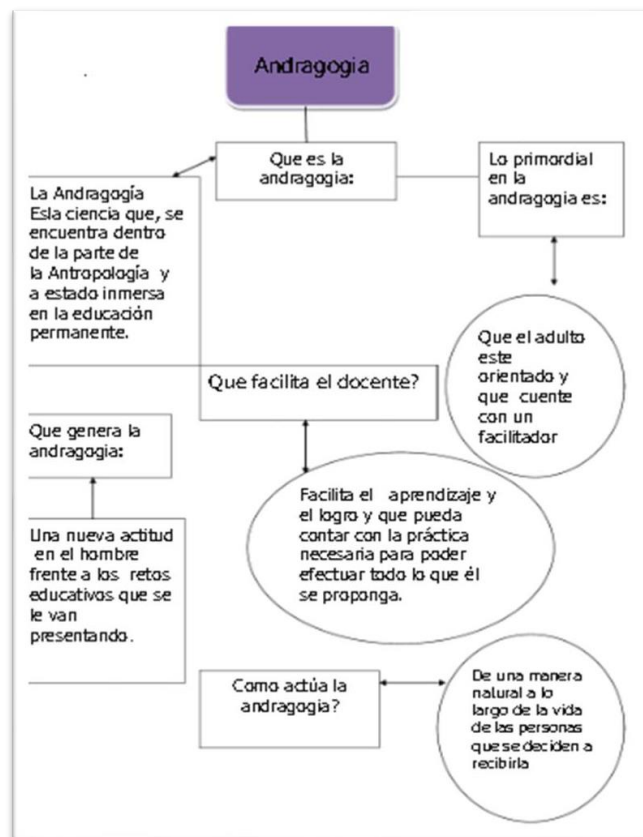 Andragogia
Que es la
andragogia:
Lo primordial
en la
andragogia es:
La Andragogía
Esla ciencia que, se
encuentra dentro
de la parte de
la Antropología y
a estado inmersa
en la educación
permanente.
Que el adulto
este
orientado y
que cuente
con un
facilitador
Que facilita el docente?
Que genera la
andragogia:
Facilita el aprendizaje y
el logro y que pueda
contar con la práctica
necesaria para poder
efectuar todo lo que él
se proponga.
Una nueva actitud
en el hombre
frente a los retos
educativos que se
le van
presentando.
Como actúa la
andragogia?
De una manera
natural a lo
largo de la vida
de las personas
que se deciden a
recibirla